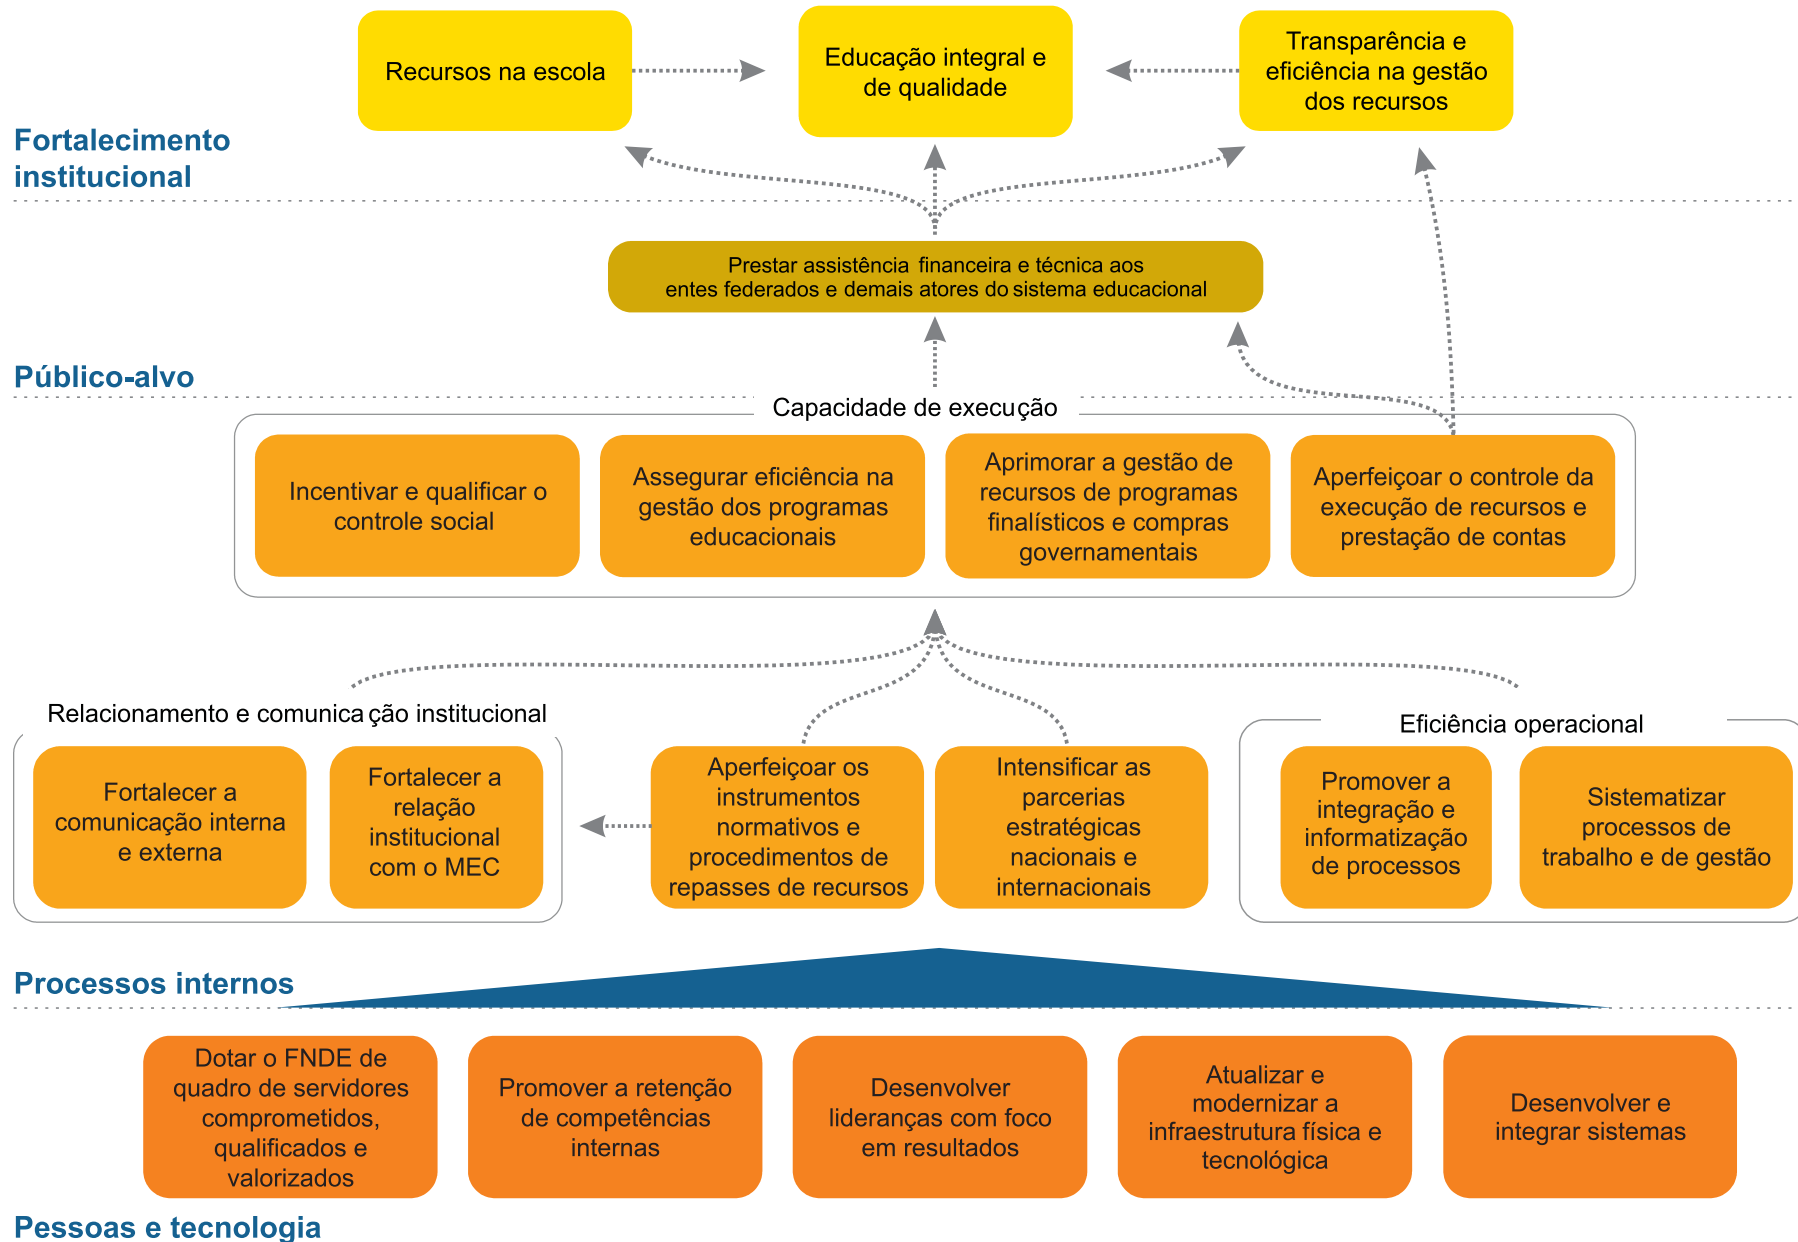 Recursos na escola
Educação integral e
de qualidade
Transparência e
eficiência na gestão
dos recursos
Fortalecimento
institucional
Prestar assistência financeira e técnica aos
entes federados e demais atores do sistema educacional
Público-alvo
Capacidade de execução
Incentivar e qualificar o
controle social
Assegurar eficiência na
gestão dos programas
educacionais
Aprimorar a gestão de
recursos de programas
finalísticos e compras
governamentais
Aperfeiçoar o controle da
execução de recursos e
prestação de contas
Relacionamento e comunicação institucional
Fortalecer a
comunicação interna
e externa
Fortalecer a
relação
institucional
com o MEC
Aperfeiçoar os
instrumentos
normativos e
procedimentos de
repasses de recursos
Intensificar as
parcerias
estratégicas
nacionais e
internacionais
Eficiência operacional
Promover a
integração e
informatização
de processos
Sistematizar
processos de
trabalho e de gestão
Processos internos
Dotar o FNDE de
quadro de servidores
comprometidos,
qualificados e
valorizados
Promover a retenção
de competências
internas
Desenvolver
lideranças com foco
em resultados
Atualizar e
modernizar a
infraestrutura física e
tecnológica
Desenvolver e
integrar sistemas
Pessoas e tecnologia